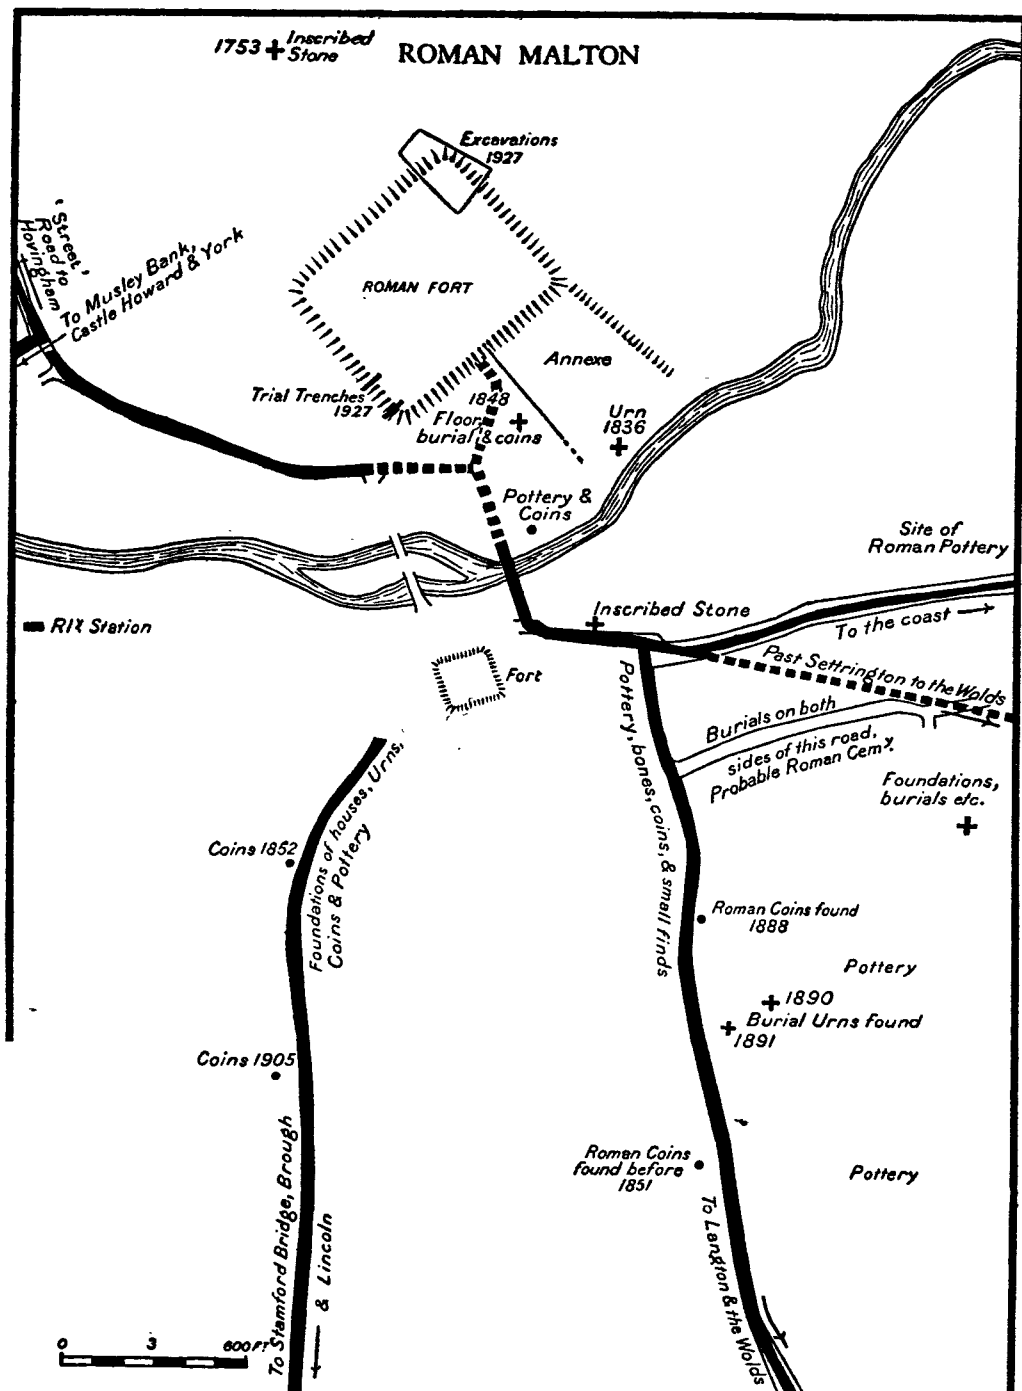 1753 Inscribed
Stone
ROMAN MALTON
Excavations
1927
'Street'
Road to
Hovingham
To Musley Bank,
Castle Howard & York
ROMAN FORT
Annexe
Trial Trenches
1927
1848
Floor,
burial, & coins
Urn
1836
Pottery &
Coins
Site of
Roman Pottery
Inscribed Stone
To the coast
Past Settrington to the Wolds
Fort
Burials on both
sides of this road.
Probable Roman Cemy.
Pottery, bones, coins, & small finds
Foundations,
burials etc.
Foundations of houses, Urns,
Coins & Pottery
Coins 1852
Roman Coins found
1888
Pottery
1890
Burial Urns found
1891
Coins 1905
Roman Coins
found before
1851
Pottery
To Stamford Bridge, Brough
& Lincoln
To Langton & the Wolds
0 3 600 FT